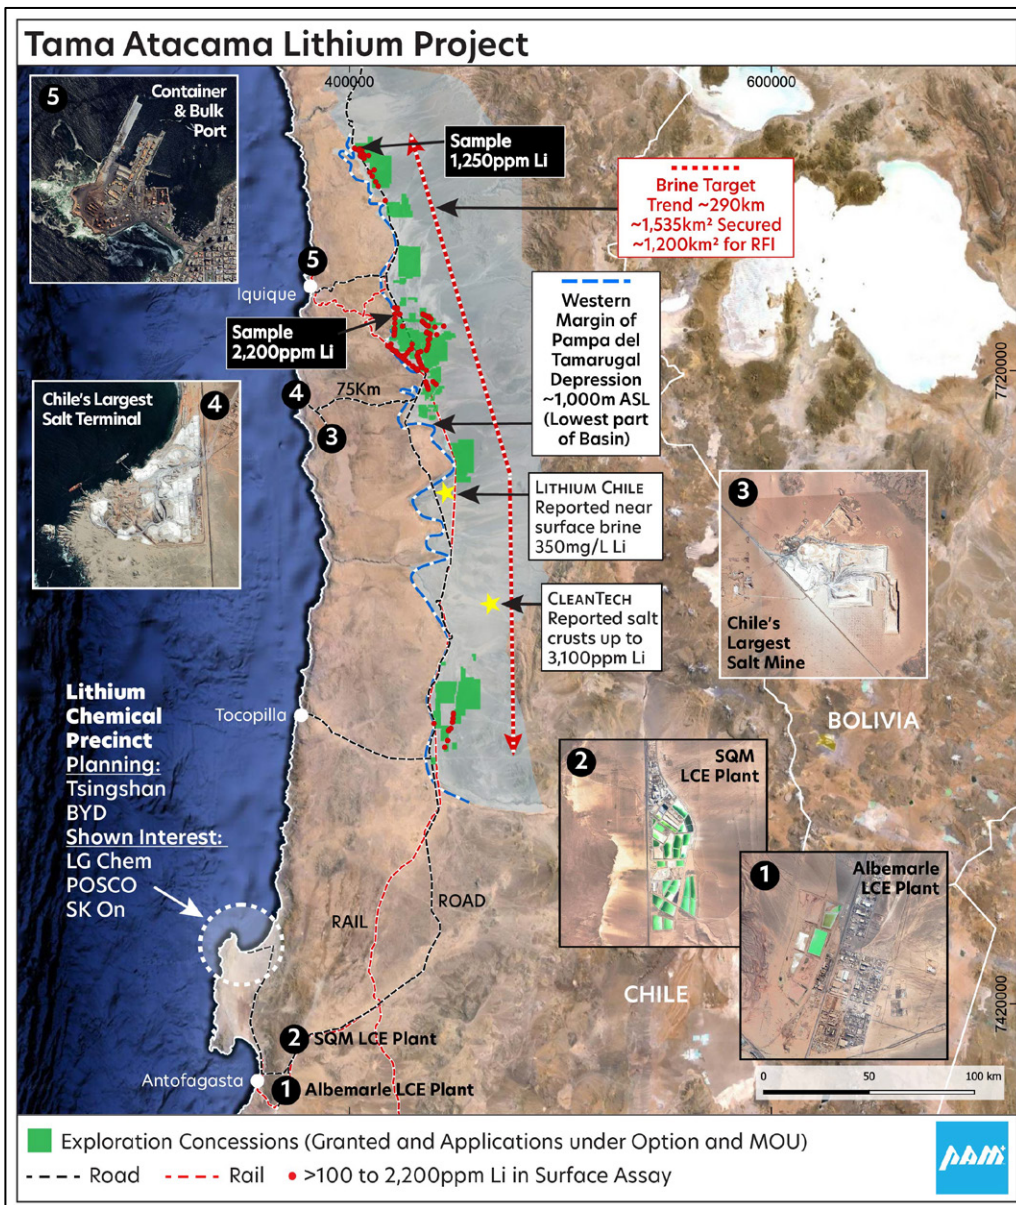 Tama Atacama Lithium Project
400000
600000
5
Container
& Bulk
Port
Sample
1,250ppm Li
Brine Target
Trend ~290km
~1,535km² Secured
~1,200km² for RFI
5
Iquique
Sample
2,200ppm Li
Western
Margin of
Pampa del
Tamarugal
Depression
~1,000m ASL
(Lowest part
of Basin)
7720000
Chile's Largest
Salt Terminal
4
4
75Km
3
LITHIUM CHILE
Reported near
surface brine
350mg/L Li
3
Chile's
Largest
Salt Mine
CLEANTECH
Reported salt
crusts up to
3,100ppm Li
Lithium
Chemical
Precinct
Planning:
Tsingshan
BYD
Shown Interest:
LG Chem
POSCO
SK On
Tocopilla
BOLIVIA
2
SQM
LCE Plant
1
Albemarle
LCE Plant
RAIL
ROAD
CHILE
7420000
2
SQM LCE Plant
Antofagasta
1
Albemarle LCE Plant
0
50
100 km
Exploration Concessions (Granted and Applications under Option and MOU)
Road
Rail
>100 to 2,200ppm Li in Surface Assay
PAM